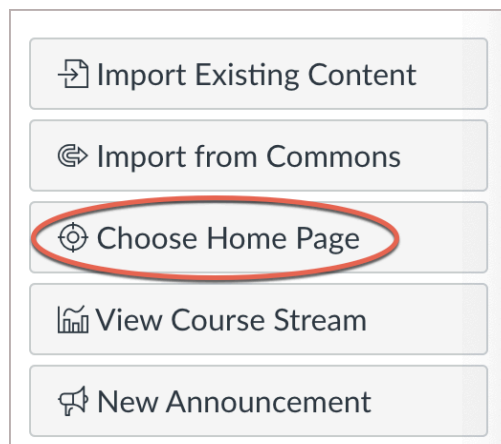 Import Existing Content
Import from Commons
Choose Home Page
View Course Stream
New Announcement